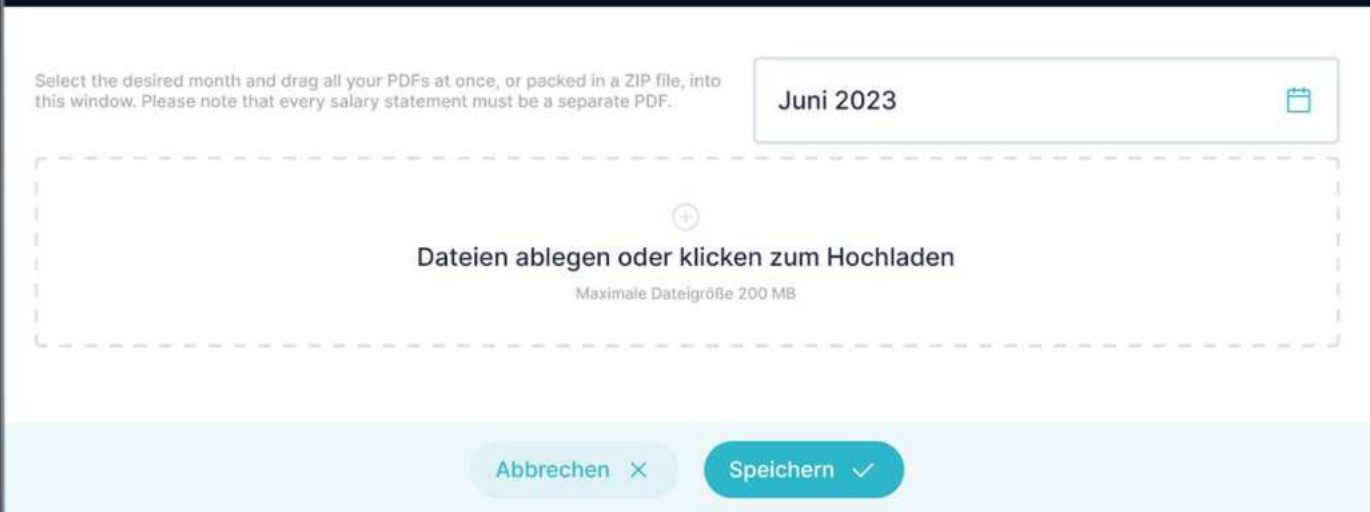 Select the desired month and drag all your PDFs at once, or packed in a ZIP file, into
this window. Please note that every salary statement must be a separate PDF.
Juni 2023
Dateien ablegen oder klicken zum Hochladen
Maximale Dateigröße 200 MB
Abbrechen
Speichern